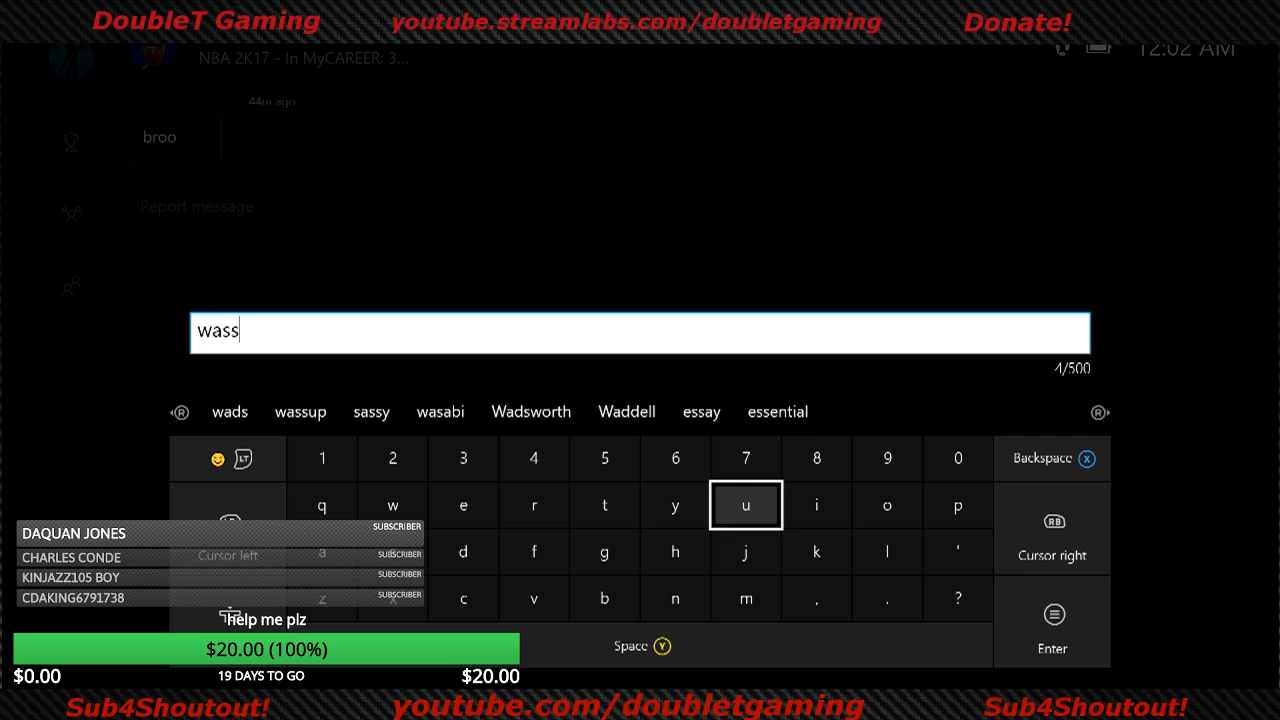 DoubleT Gaming youtube.streamlabs.com/doubletgaming Donate!
NBA 2K17 - In MyCAREER: 3...
12:02 AM
44m ago
broo
Report message
wass
4/500
R wads wassup sassy wasabi Wadsworth Waddell essay essential R
LT 1 2 3 4 5 6 7 8 9 0 Backspace X
q w e r t y u i o p RB
DAQUAN JONES SUBSCRIBER
Cursor left a d f g h j k l ' Cursor right
CHARLES CONDE SUBSCRIBER
KINJAZZ105 BOY SUBSCRIBER
CDAKING6791738 SUBSCRIBER
z x c v b n m , . ?
help me plz
$20.00 (100%)
Space Y Enter
$0.00 19 DAYS TO GO $20.00
Sub4Shoutout! youtube.com/doubletgaming Sub4Shoutout!